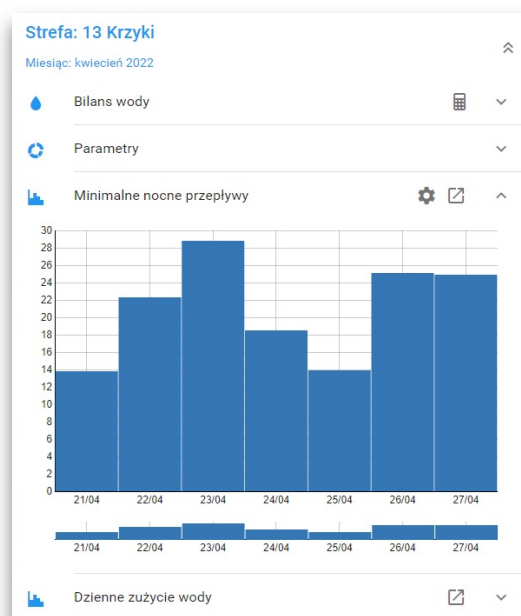 Strefa: 13 Krzyki
Miesiąc: kwiecień 2022
Bilans wody
Parametry
Minimalne nocne przepływy
30
28
26
24
22
20
18
16
14
12
10
8
6
4
2
0
21/04 22/04 23/04 24/04 25/04 26/04 27/04
21/04 22/04 23/04 24/04 25/04 26/04 27/04
Dzienne zużycie wody